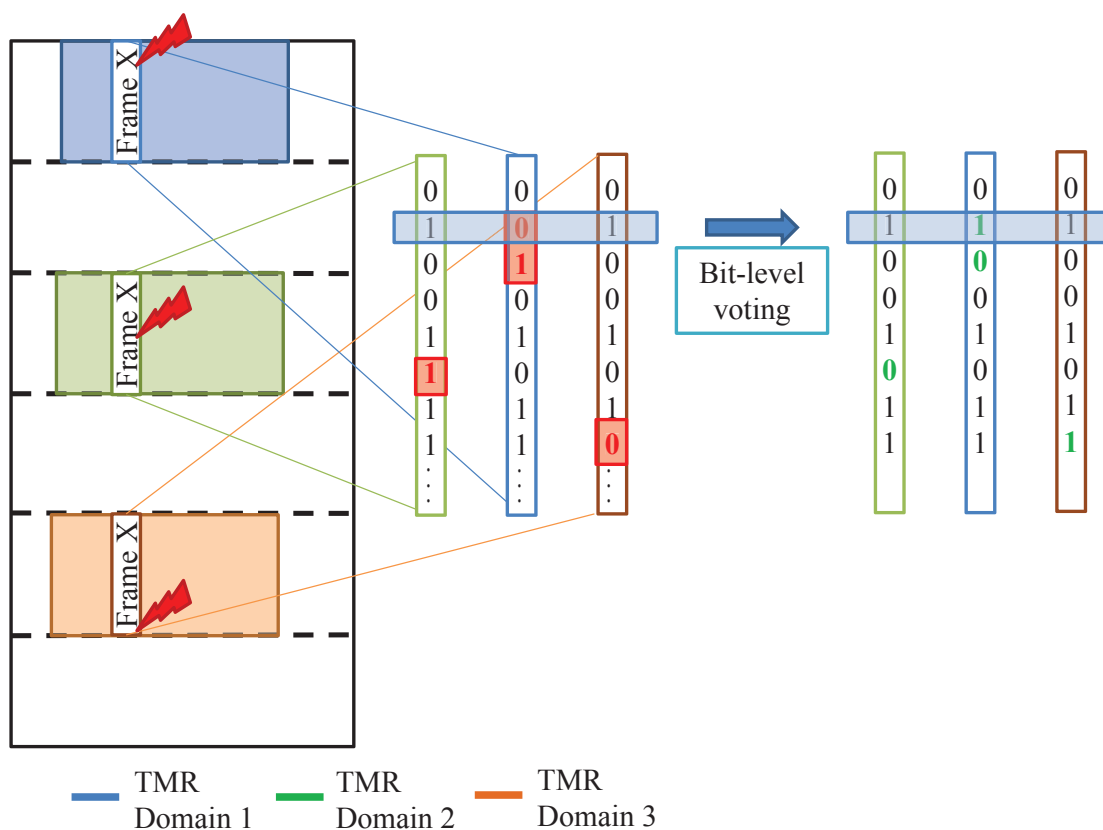 Frame X
Frame X
Frame X
0 0 0
1 0 1
0 1 0
0 0 0
1 1 1
1 0 0
1 1 1
1 1 0
⋮ ⋮ ⋮
Bit-level
voting
0 0 0
1 1 1
0 0 0
0 0 0
1 1 1
0 0 0
1 1 1
1 1 1
TMR
Domain 1
TMR
Domain 2
TMR
Domain 3